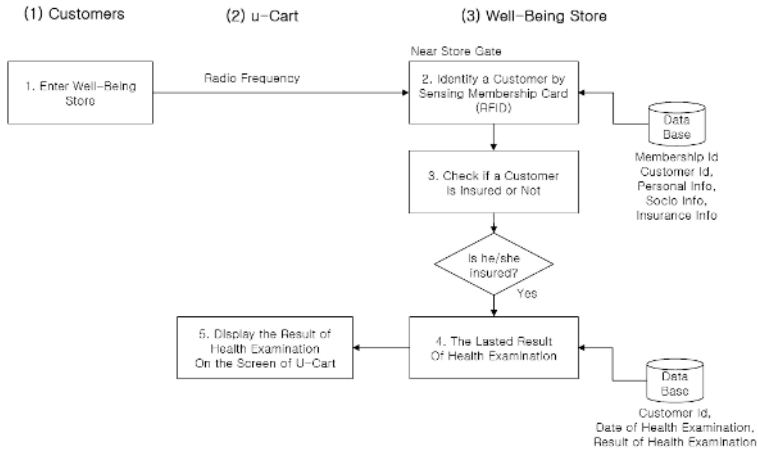 (1) Customers
(2) u-Cart
(3) Well-Being Store
Near Store Gate
1. Enter Well-Being
Store
Radio Frequency
2. Identify a Customer by
Sensing Membership Card
(RFID)
Data
Base
Membership Id
Customer Id,
Personal Info,
Socio Info,
Insurance Info
3. Check if a Customer
Is Insured or Not
Is he/she
insured?
Yes
5. Display the Result of
Health Examination
On the Screen of U-Cart
4. The Lasted Result
Of Health Examination
Data
Base
Customer Id,
Date of Health Examination,
Result of Health Examination